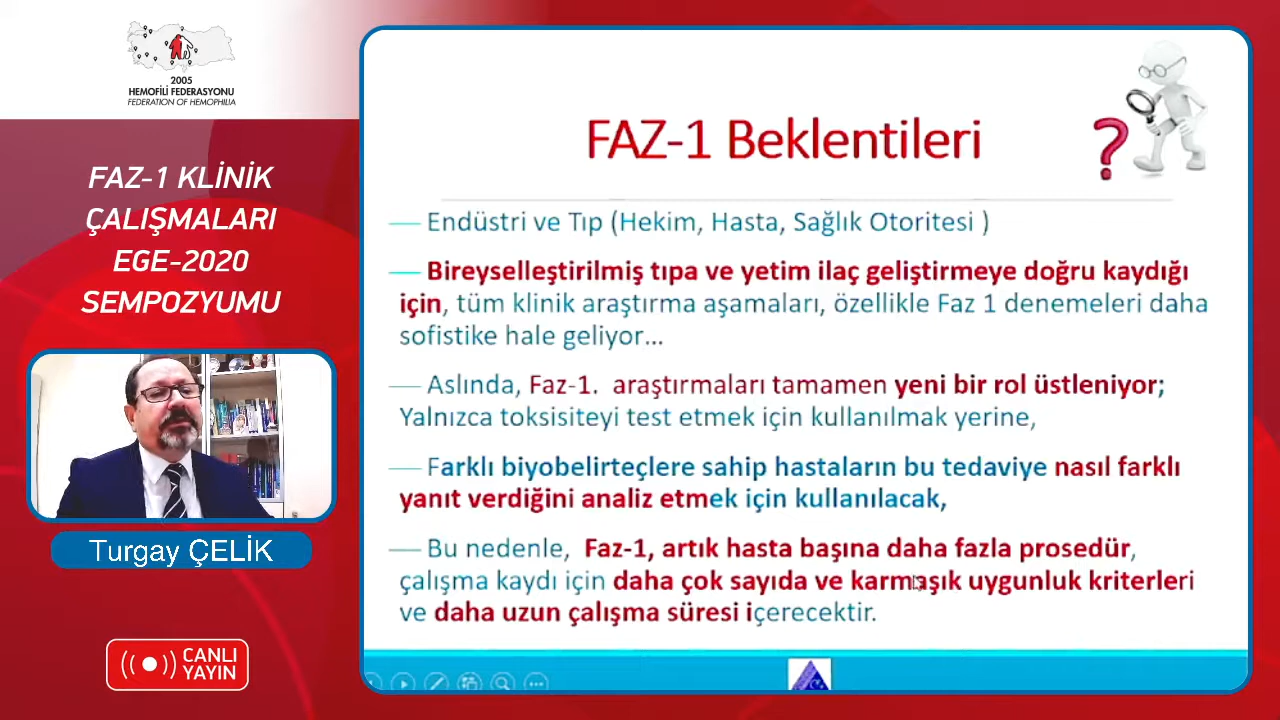 2005
HEMOFİLİ FEDERASYONU
FEDERATION OF HEMOPHILIA
FAZ-1 KLİNİK
ÇALIŞMALARI
EGE-2020
SEMPOZYUMU
Turgay ÇELİK
CANLI
YAYIN
FAZ-1 Beklentileri
Endüstri ve Tıp (Hekim, Hasta, Sağlık Otoritesi )
Bireyselleştirilmiş tıpa ve yetim ilaç geliştirmeye doğru kaydığı
için, tüm klinik araştırma aşamaları, özellikle Faz 1 denemeleri daha
sofistike hale geliyor...
Aslında, Faz-1. araştırmaları tamamen yeni bir rol üstleniyor;
Yalnızca toksisiteyi test etmek için kullanılmak yerine,
Farklı biyobelirteçlere sahip hastaların bu tedaviye nasıl farklı
yanıt verdiğini analiz etmek için kullanılacak,
Bu nedenle, Faz-1, artık hasta başına daha fazla prosedür,
çalışma kaydı için daha çok sayıda ve karmaşık uygunluk kriterleri
ve daha uzun çalışma süresi içerecektir.